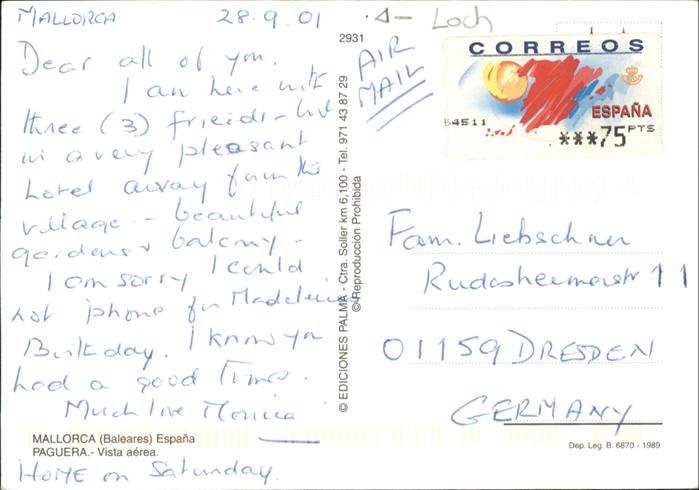 MALLORCA 28.9.01
Dear all of you.
I am here with
three (3) friends - but
in a very pleasant
hotel away from the
village - beautiful
gardens & balcony -
I am sorry I could
not 'phone for Madeleine's
Birthday. I know you
had a good time.
Much love Monica
MALLORCA (Baleares) España
PAGUERA.- Vista aérea.
HOME on Saturday.
2931
© EDICIONES PALMA - Ctra. Soller km 6,100 - Tel. 971 43 87 29
© Reproducción Prohibida
AIR
MAIL
Loch
CORREOS
ESPAÑA
54511
***75 PTS
Fam. Liebschner
Rudesheimerstr 11
01159 DRESDEN
GERMANY
Dep. Leg. B. 6870 - 1989